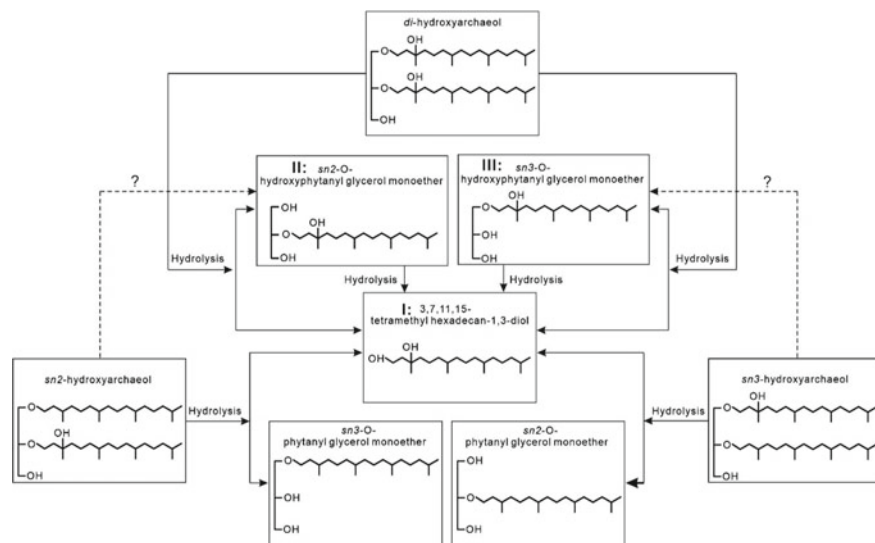 di-hydroxyarchaeol
OH
O
OH
O
OH
II: sn2-O-
hydroxyphytanyl glycerol monoether
OH
OH
O
OH
III: sn3-O-
hydroxyphytanyl glycerol monoether
OH
O
OH
OH
?
?
Hydrolysis
Hydrolysis
Hydrolysis
Hydrolysis
I: 3,7,11,15-
tetramethyl hexadecan-1,3-diol
OH
HO
sn2-hydroxyarchaeol
O
OH
O
OH
Hydrolysis
sn3-O-
phytanyl glycerol monoether
O
OH
OH
sn2-O-
phytanyl glycerol monoether
OH
O
OH
Hydrolysis
sn3-hydroxyarchaeol
OH
O
O
OH